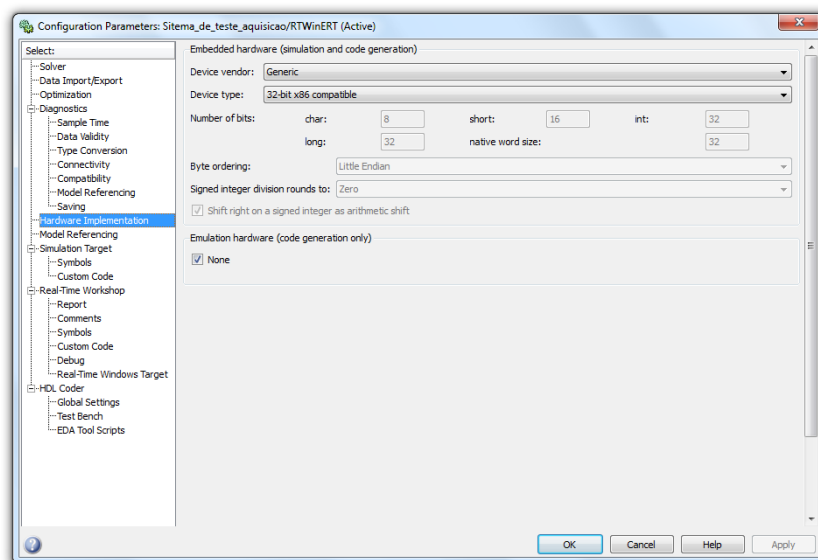 Configuration Parameters: Sitema_de_teste_aquisicao/RTWinERT (Active)
Select:
Solver
Data Import/Export
Optimization
Diagnostics
Sample Time
Data Validity
Type Conversion
Connectivity
Compatibility
Model Referencing
Saving
Hardware Implementation
Model Referencing
Simulation Target
Symbols
Custom Code
Real-Time Workshop
Report
Comments
Symbols
Custom Code
Debug
Real-Time Windows Target
HDL Coder
Global Settings
Test Bench
EDA Tool Scripts
Embedded hardware (simulation and code generation)
Device vendor: Generic
Device type: 32-bit x86 compatible
Number of bits: char: 8 short: 16 int: 32
long: 32 native word size: 32
Byte ordering: Little Endian
Signed integer division rounds to: Zero
Shift right on a signed integer as arithmetic shift
Emulation hardware (code generation only)
None
OK Cancel Help Apply